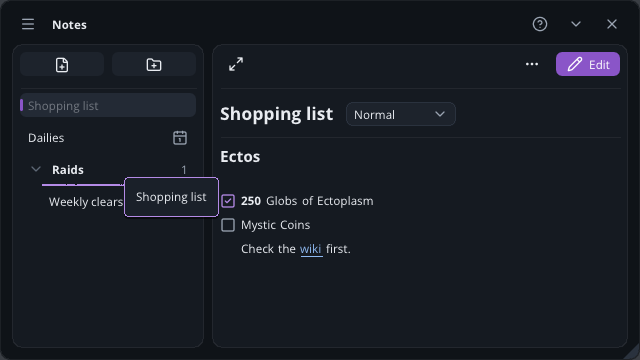 Notes
Edit
Shopping list
Dailies
Raids 1
Weekly clears
Shopping list
Shopping list Normal
Ectos
250 Globs of Ectoplasm
Mystic Coins
Check the wiki first.